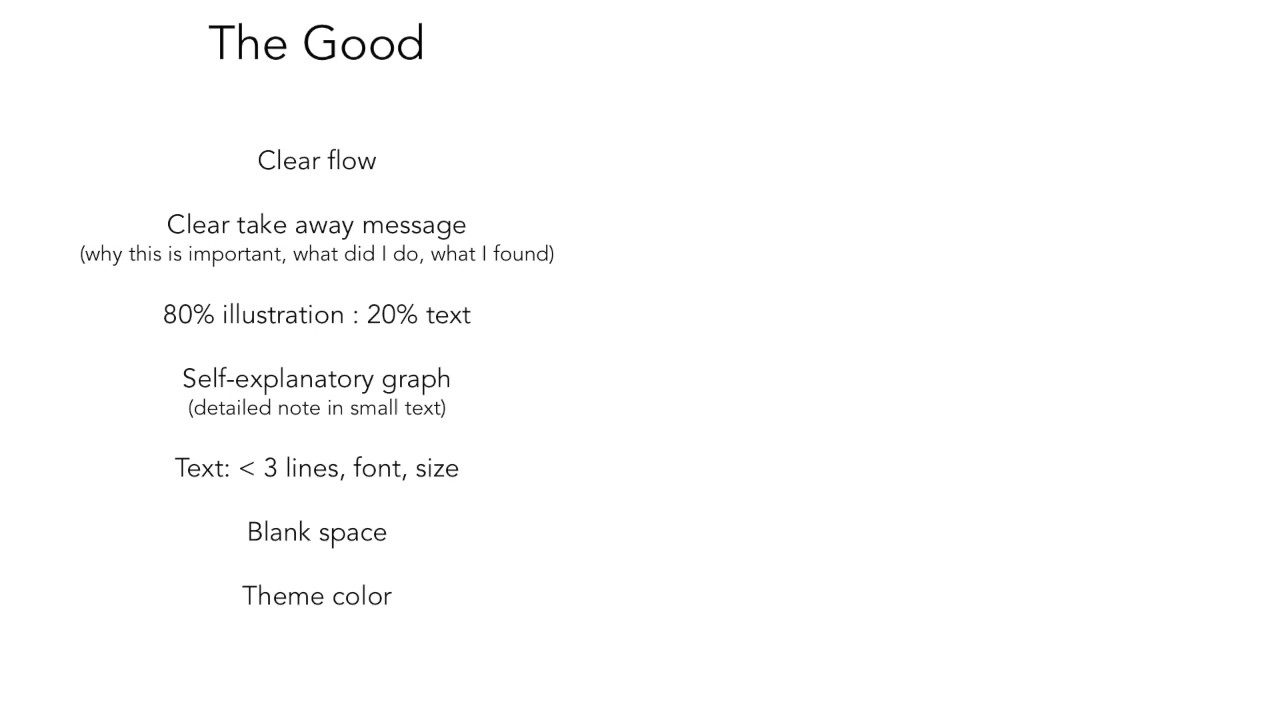 The Good
Clear flow
Clear take away message
(why this is important, what did I do, what I found)
80% illustration : 20% text
Self-explanatory graph
(detailed note in small text)
Text: < 3 lines, font, size
Blank space
Theme color